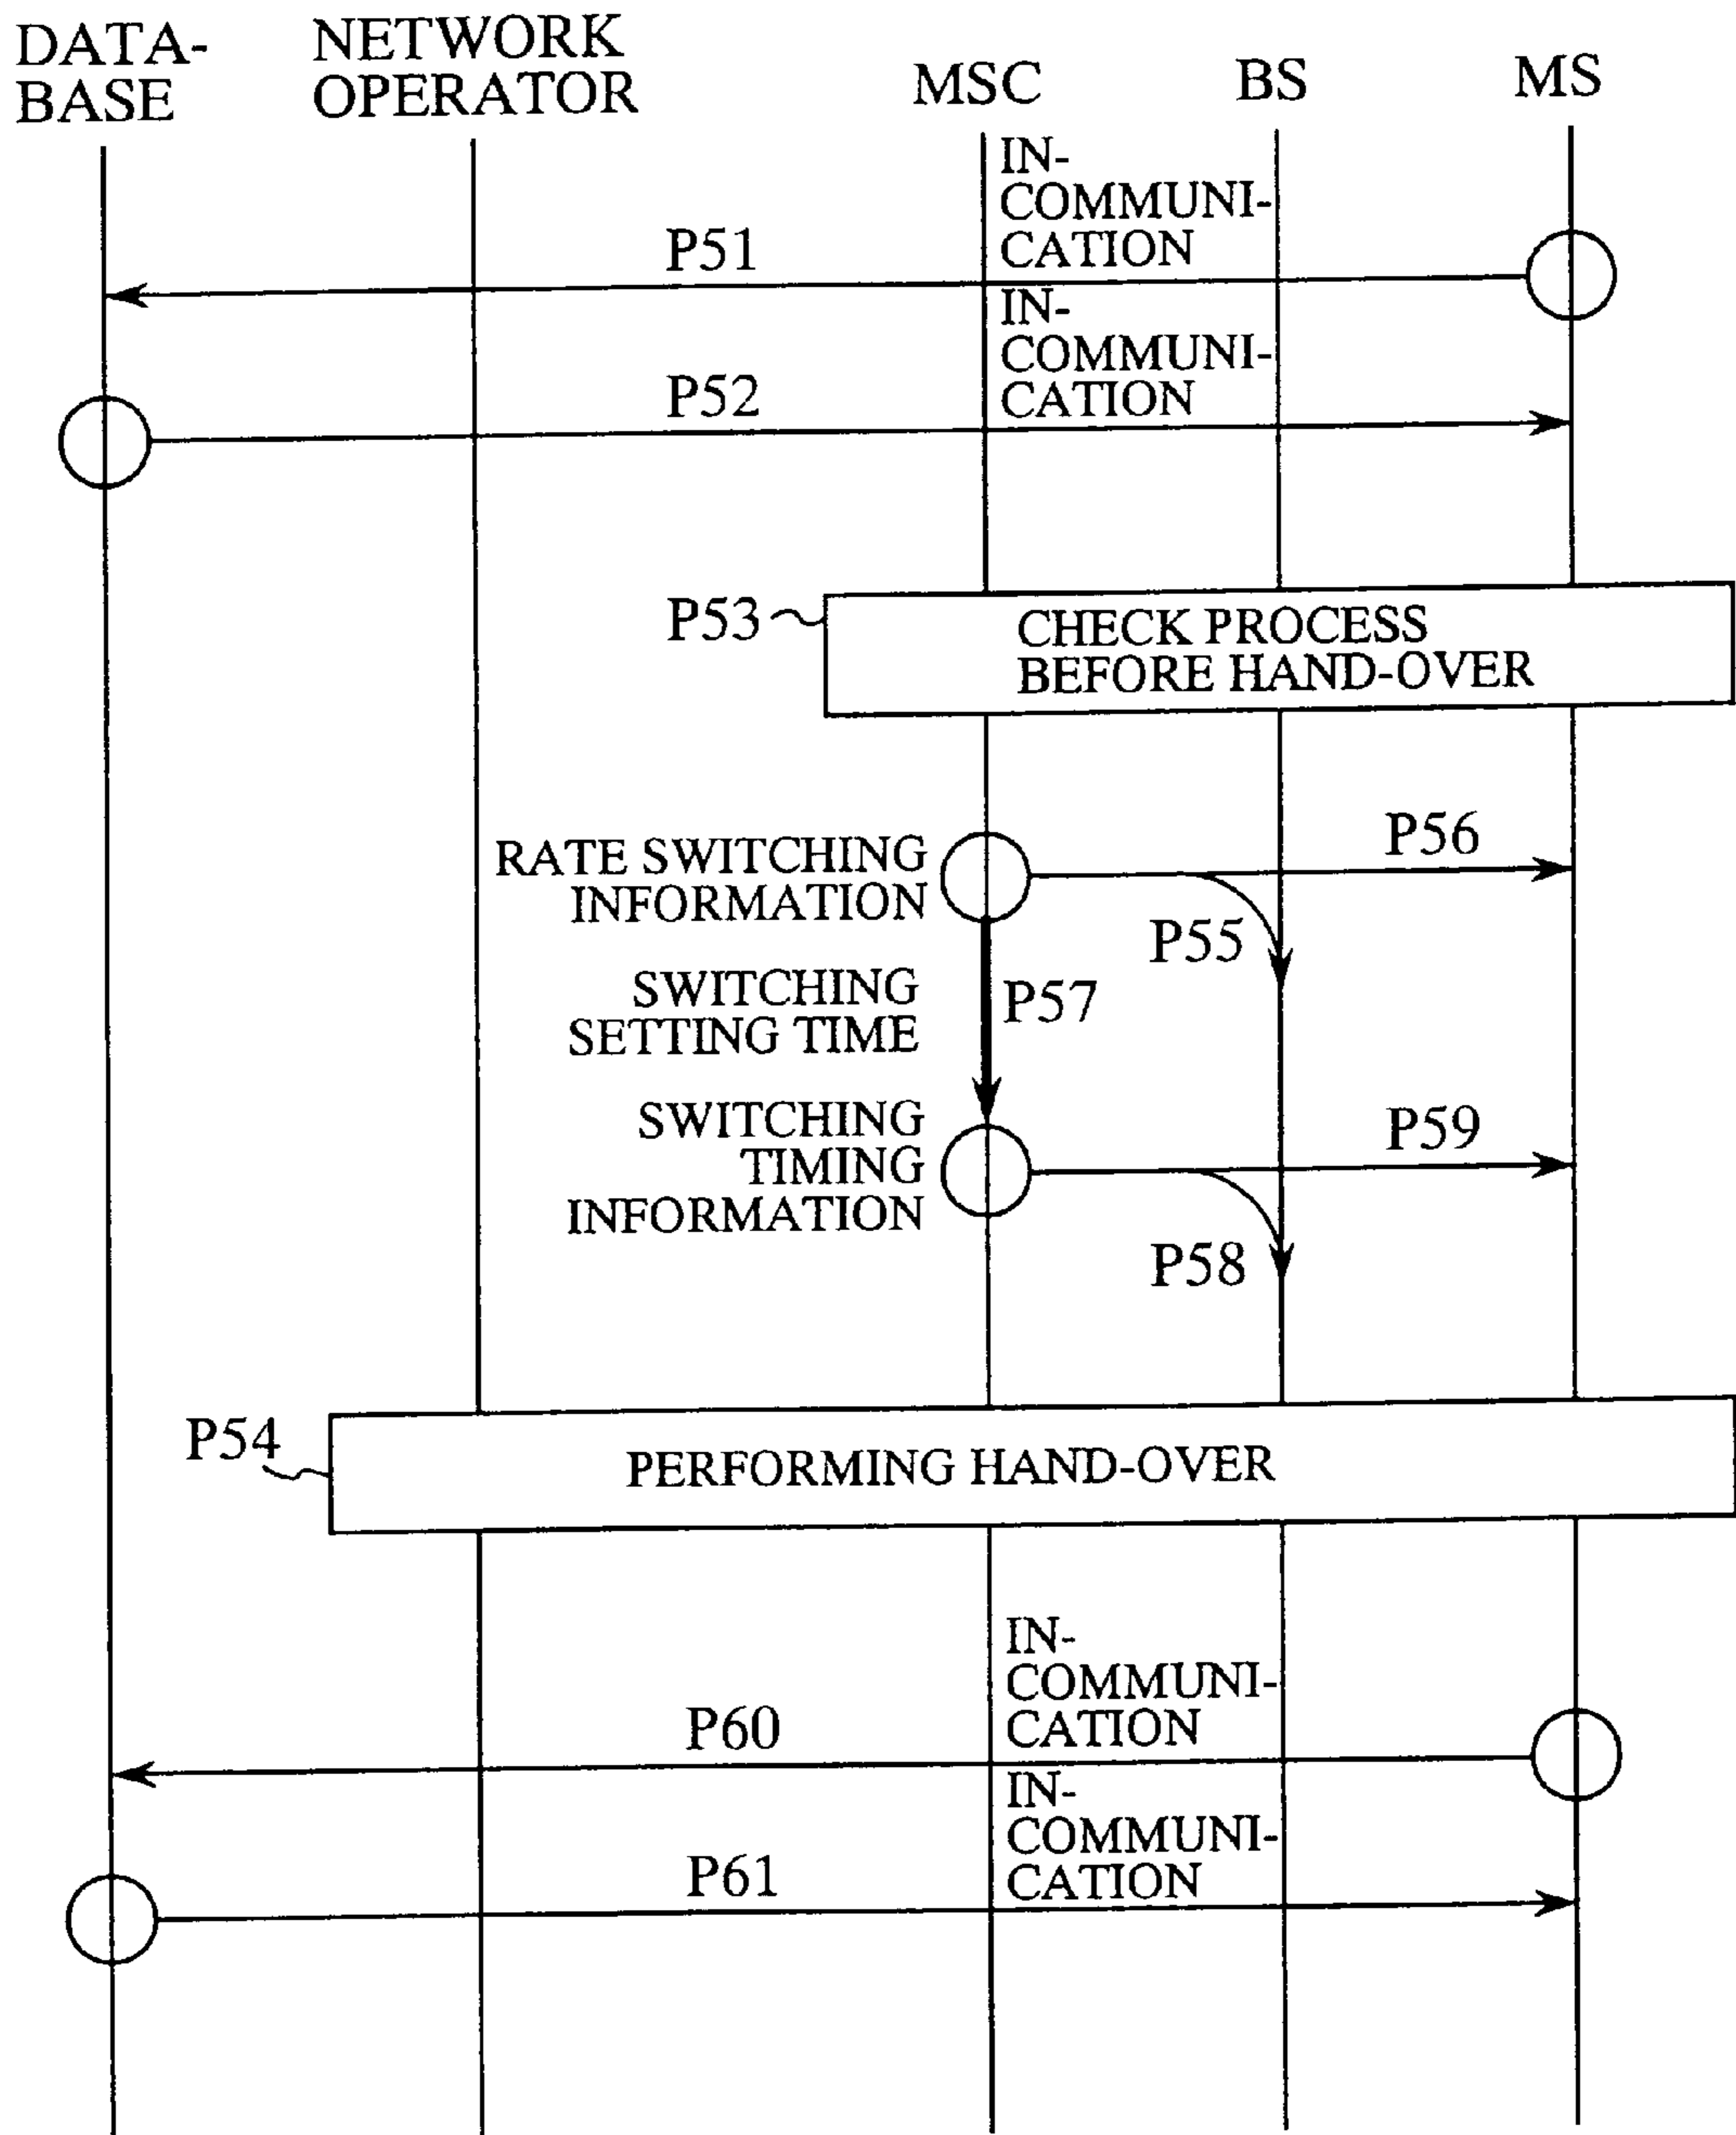 DATA-
BASE
NETWORK
OPERATOR
MSC
BS
MS
IN-
COMMUNI-
CATION
P51
IN-
COMMUNI-
CATION
P52
P53
CHECK PROCESS
BEFORE HAND-OVER
RATE SWITCHING
INFORMATION
P56
P55
SWITCHING
SETTING TIME
P57
SWITCHING
TIMING
INFORMATION
P59
P58
P54
PERFORMING HAND-OVER
IN-
COMMUNI-
CATION
P60
IN-
COMMUNI-
CATION
P61